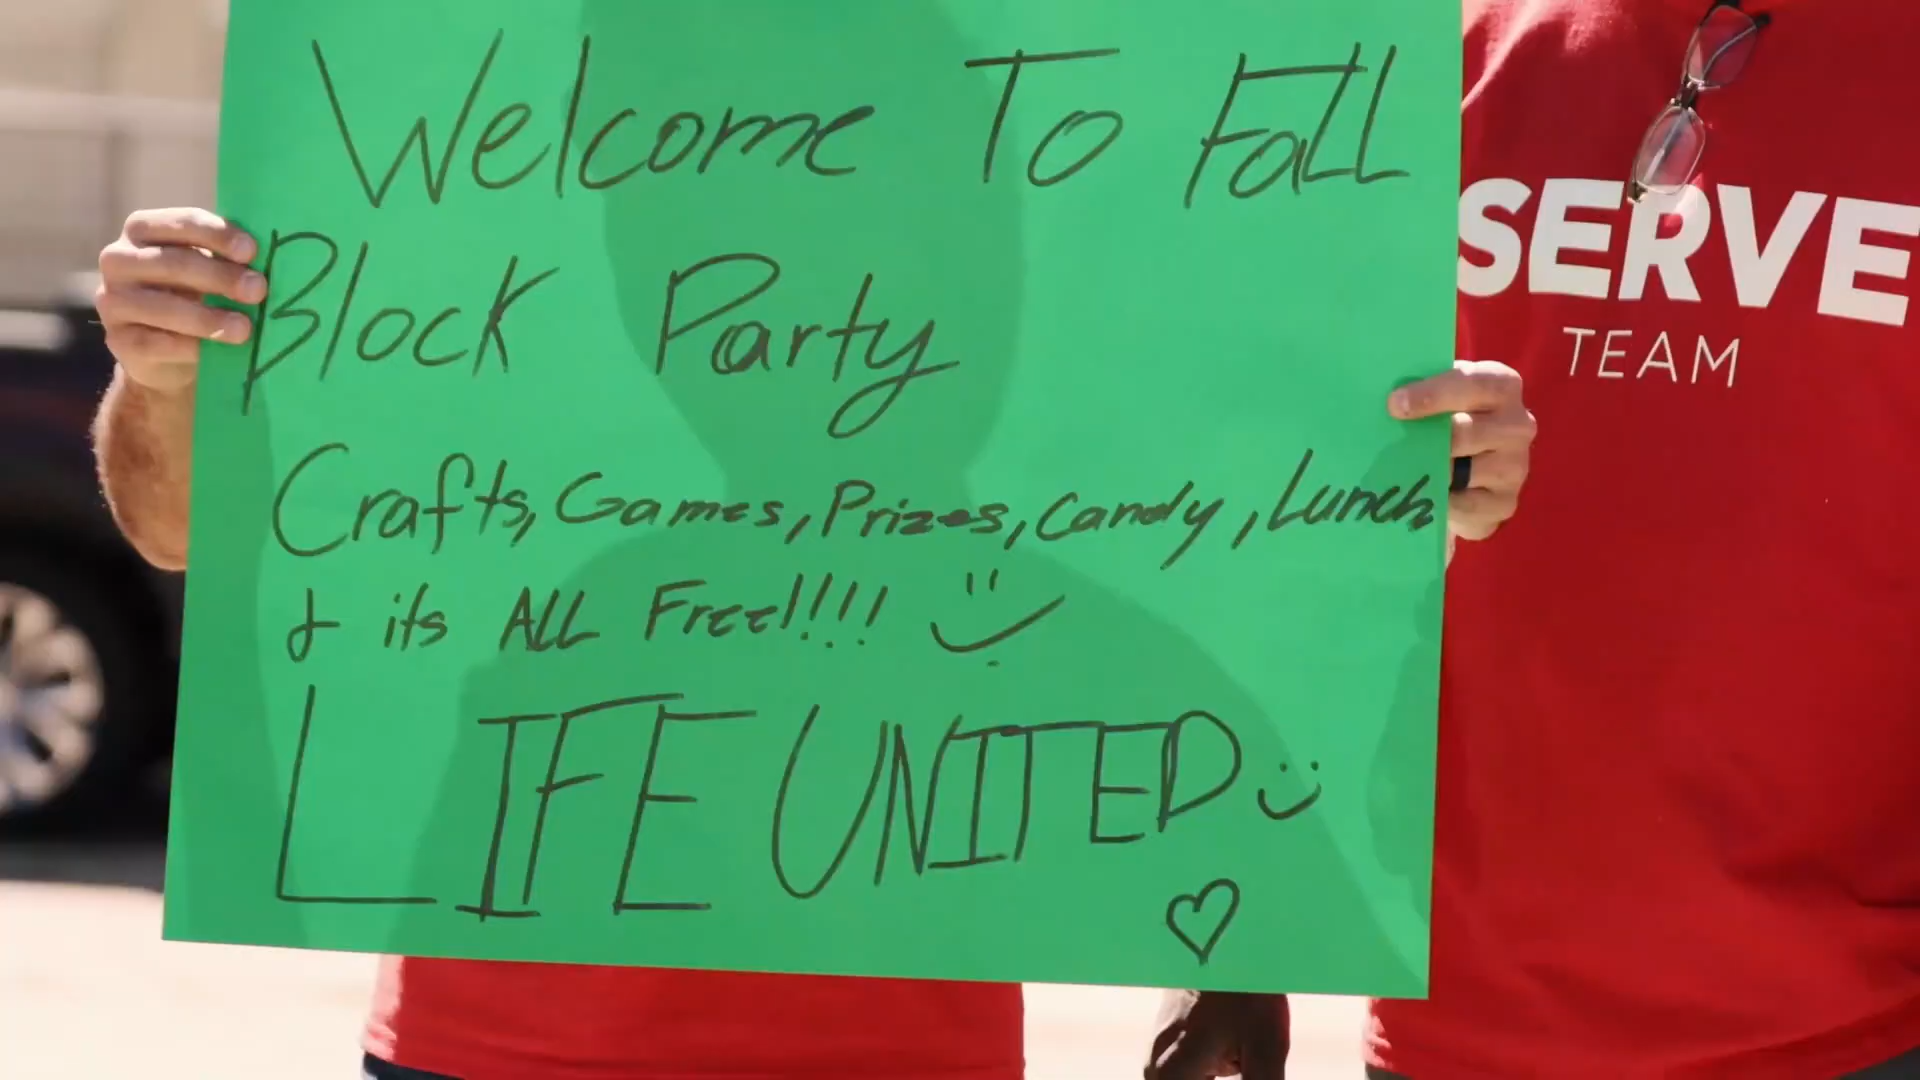 Welcome To Fall
Block Party
Crafts, Games, Prizes, Candy, Lunch
& its ALL Free!!!!
LIFE UNITED
SERVE
TEAM